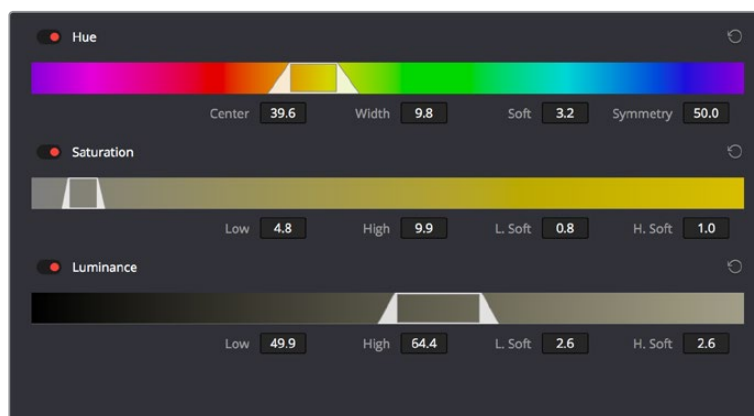 Hue
Center 39.6 Width 9.8 Soft 3.2 Symmetry 50.0
Saturation
Low 4.8 High 9.9 L. Soft 0.8 H. Soft 1.0
Luminance
Low 49.9 High 64.4 L. Soft 2.6 H. Soft 2.6